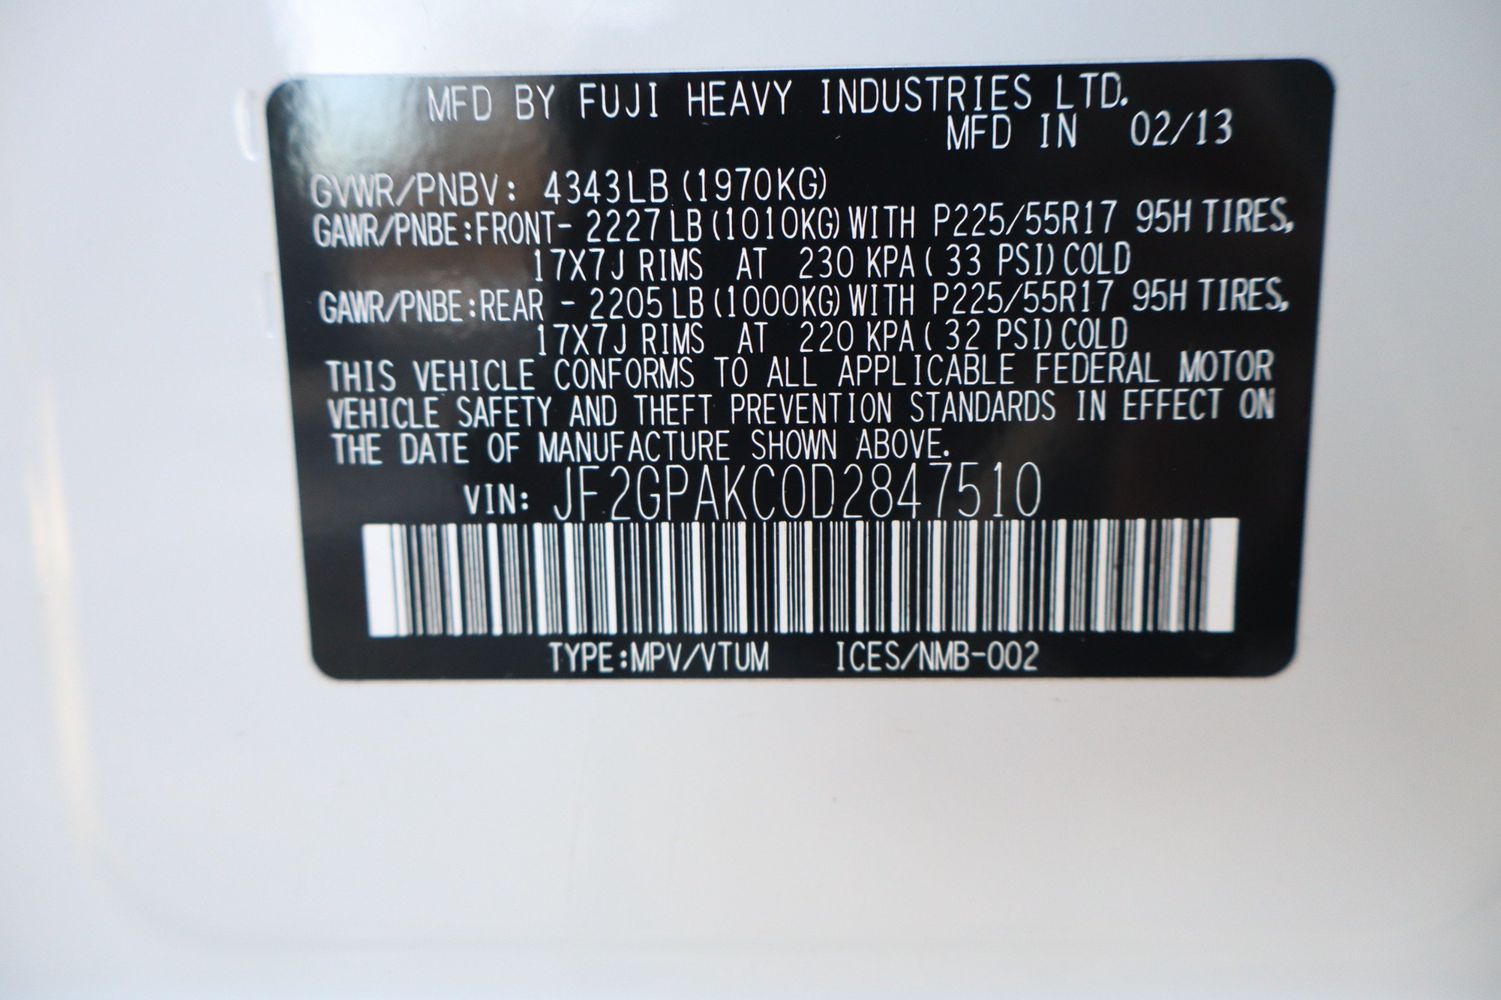 MFD BY FUJI HEAVY INDUSTRIES LTD.
MFD IN 02/13
GVWR/PNBV: 4343LB (1970KG)
GAWR/PNBE:FRONT- 2227LB (1010KG) WITH P225/55R17 95H TIRES,
17X7J RIMS AT 230 KPA ( 33 PSI) COLD
GAWR/PNBE:REAR - 2205LB (1000KG) WITH P225/55R17 95H TIRES,
17X7J RIMS AT 220 KPA ( 32 PSI) COLD
THIS VEHICLE CONFORMS TO ALL APPLICABLE FEDERAL MOTOR
VEHICLE SAFETY AND THEFT PREVENTION STANDARDS IN EFFECT ON
THE DATE OF MANUFACTURE SHOWN ABOVE.
VIN: JF2GPAKC0D2847510
TYPE:MPV/VTUM ICES/NMB-002